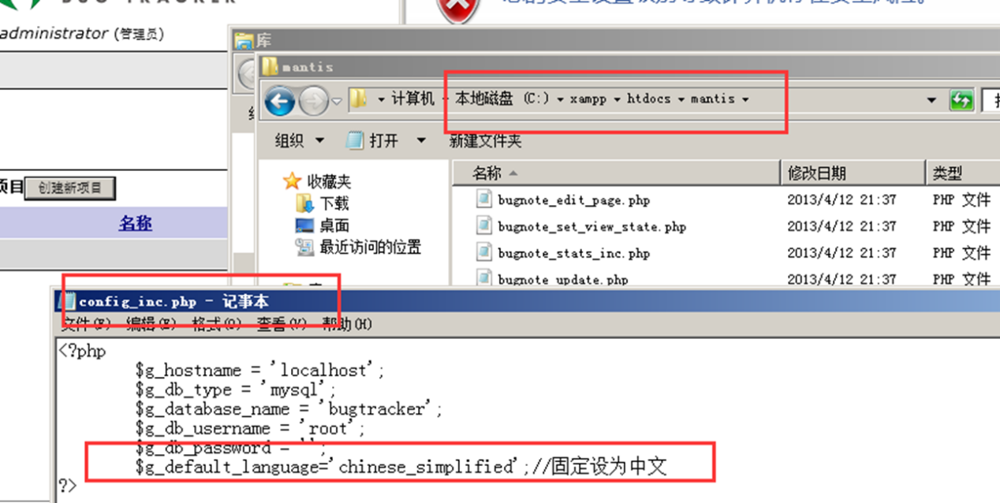 administrator (管理员)
库
mantis
计算机
本地磁盘 (C:)
xampp
htdocs
mantis
组织
打开
新建文件夹
收藏夹
下载
桌面
最近访问的位置
名称 修改日期 类型
bugnote_edit_page.php 2013/4/12 21:37 PHP 文件
bugnote_set_view_state.php 2013/4/12 21:37 PHP 文件
bugnote_stats_inc.php 2013/4/12 21:37 PHP 文件
bugnote_update.php 2013/4/12 21:37 PHP 文件
项目 创建新项目
名称
config_inc.php - 记事本
文件(F) 编辑(E) 格式(O) 查看(V) 帮助(H)
<?php
$g_hostname = 'localhost';
$g_db_type = 'mysql';
$g_database_name = 'bugtracker';
$g_db_username = 'root';
$g_db_password = '';
$g_default_language='chinese_simplified';//固定设为中文
?>